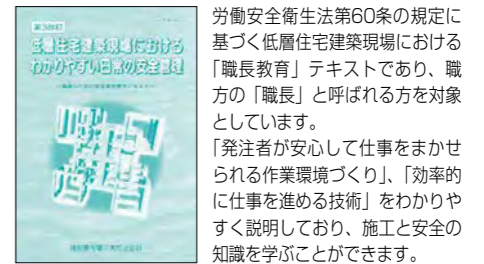 第3次改訂
低層住宅建築現場における
わかりやすい日常の安全管理
労働安全衛生法第60条の規定に
基づく低層住宅建築現場における
「職長教育」テキストであり、職
方の「職長」と呼ばれる方を対象
としています。
「発注者が安心して仕事をまかせ
られる作業環境づくり」、「効率的
に仕事を進める技術」をわかりや
すく説明しており、施工と安全の
知識を学ぶことができます。